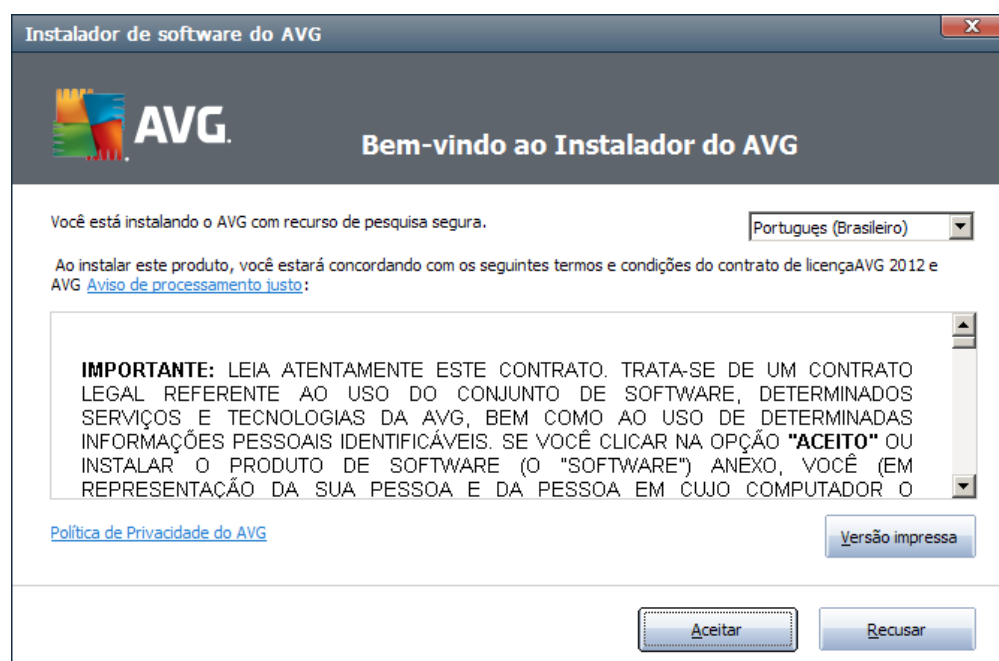 Instalador de software do AVG
AVG.
Bem-vindo ao Instalador do AVG
Você está instalando o AVG com recurso de pesquisa segura.
Portuguęs (Brasileiro)
Ao instalar este produto, você estará concordando com os seguintes termos e condições do contrato de licençaAVG 2012 e
AVG Aviso de processamento justo:
IMPORTANTE: LEIA ATENTAMENTE ESTE CONTRATO. TRATA-SE DE UM CONTRATO
LEGAL REFERENTE AO USO DO CONJUNTO DE SOFTWARE, DETERMINADOS
SERVIÇOS E TECNOLOGIAS DA AVG, BEM COMO AO USO DE DETERMINADAS
INFORMAÇÕES PESSOAIS IDENTIFICÁVEIS. SE VOCÊ CLICAR NA OPÇÃO "ACEITO" OU
INSTALAR O PRODUTO DE SOFTWARE (O "SOFTWARE") ANEXO, VOCÊ (EM
REPRESENTAÇÃO DA SUA PESSOA E DA PESSOA EM CUJO COMPUTADOR O
Política de Privacidade do AVG
Versão impressa
Aceitar
Recusar